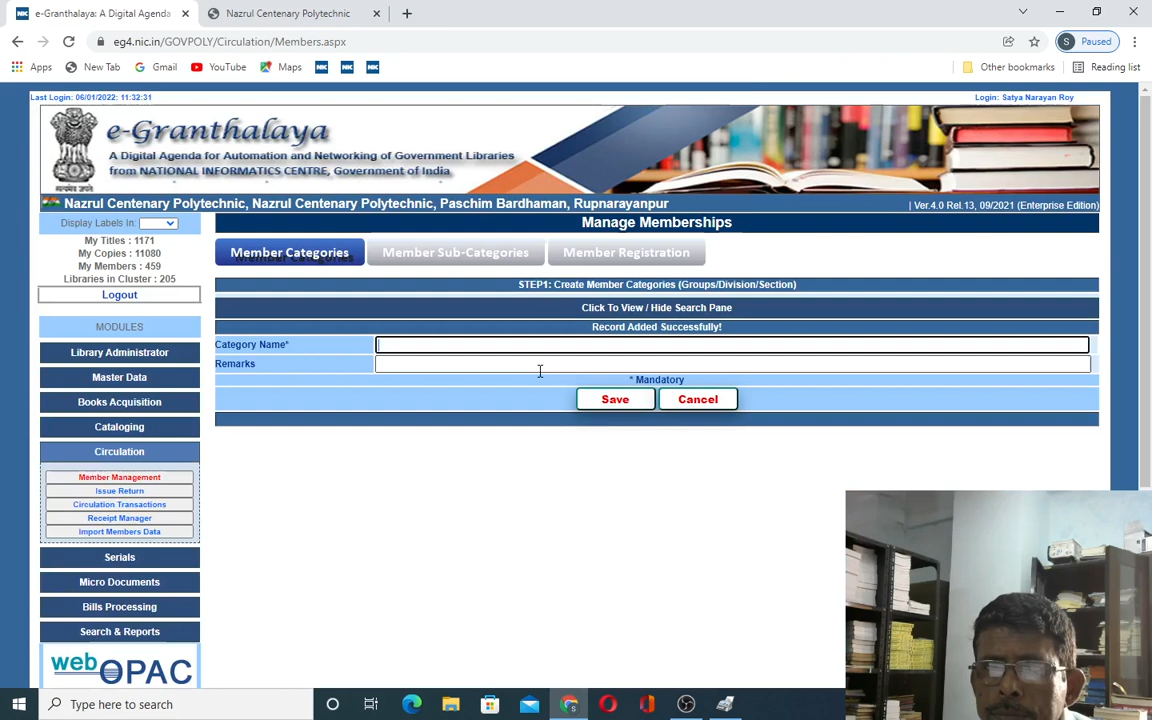 e-Granthalaya: A Digital Agenda
Nazrul Centenary Polytechnic
eg4.nic.in/GOVPOLY/Circulation/Members.aspx
S
Paused
Apps
New Tab
Gmail
YouTube
Maps
NIC
NIC
NIC
Other bookmarks
Reading list
Last Login: 06/01/2022: 11:32:31
Login: Satya Narayan Roy
e-Granthalaya
A Digital Agenda for Automation and Networking of Government Libraries
from NATIONAL INFORMATICS CENTRE, Government of India
Nazrul Centenary Polytechnic, Nazrul Centenary Polytechnic, Paschim Bardhaman, Rupnarayanpur
| Ver.4.0 Rel.13, 09/2021 (Enterprise Edition)
Display Labels In:
My Titles : 1171
My Copies : 11080
My Members : 459
Libraries in Cluster : 205
Logout
MODULES
Library Administrator
Master Data
Books Acquisition
Cataloging
Circulation
Member Management
Issue Return
Circulation Transactions
Receipt Manager
Import Members Data
Serials
Micro Documents
Bills Processing
Search & Reports
web OPAC
Manage Memberships
Member Categories
Member Sub-Categories
Member Registration
STEP1: Create Member Categories (Groups/Division/Section)
Click To View / Hide Search Pane
Record Added Successfully!
Category Name*
Remarks
* Mandatory
Save
Cancel
Type here to search